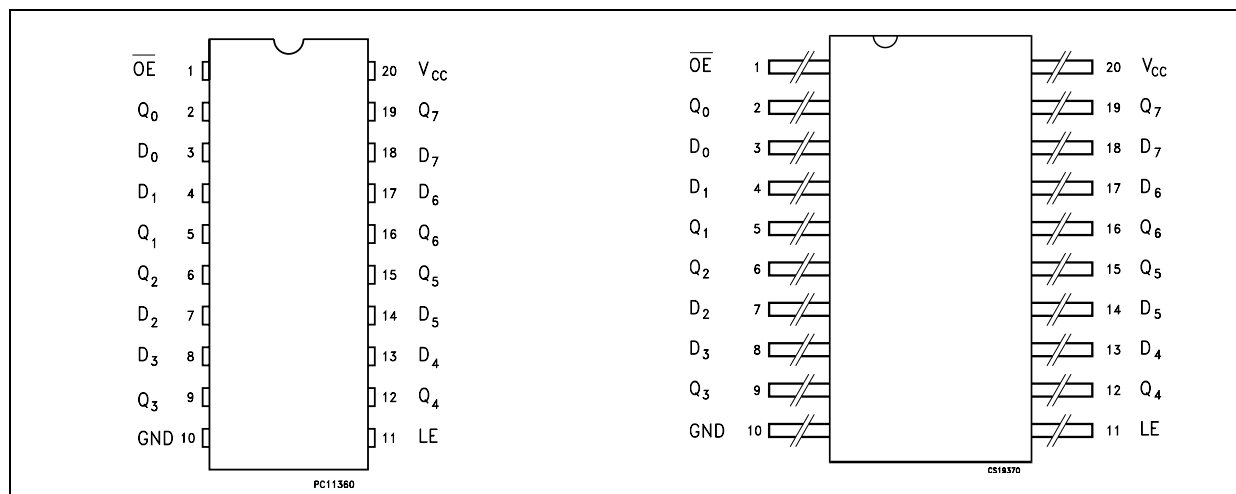 OE 1 20 VCC
Q0 2 19 Q7
D0 3 18 D7
D1 4 17 D6
Q1 5 16 Q6
Q2 6 15 Q5
D2 7 14 D5
D3 8 13 D4
Q3 9 12 Q4
GND 10 11 LE
PC11360
OE 1 20 VCC
Q0 2 19 Q7
D0 3 18 D7
D1 4 17 D6
Q1 5 16 Q6
Q2 6 15 Q5
D2 7 14 D5
D3 8 13 D4
Q3 9 12 Q4
GND 10 11 LE
CS19370